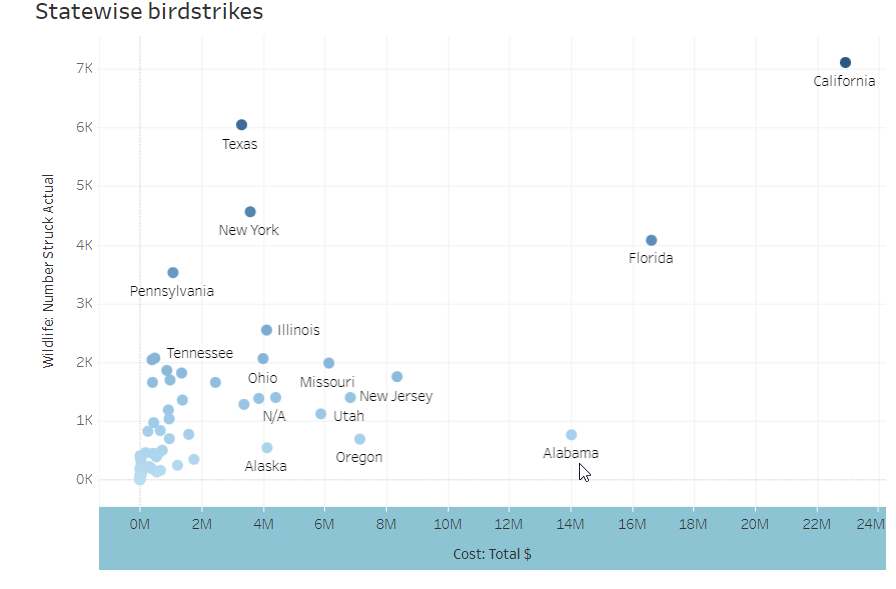 Statewise birdstrikes
7K
California
6K
Texas
5K
New York
4K
Florida
Pennsylvania
3K
Illinois
Tennessee
2K
Ohio
Missouri
New Jersey
N/A
Utah
1K
Alabama
Oregon
Alaska
0K
Wildlife: Number Struck Actual
0M 2M 4M 6M 8M 10M 12M 14M 16M 18M 20M 22M 24M
Cost: Total $